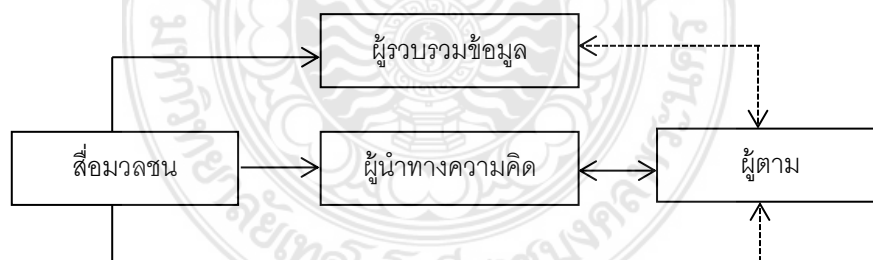 ผู้รวบรวมข้อมูล
สื่อมวลชน
ผู้นำทางความคิด
ผู้ตาม